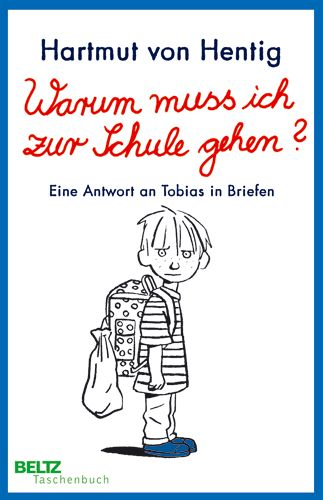 Hartmut von Hentig
Warum muss ich
zur Schule gehen?
Eine Antwort an Tobias in Briefen
BELTZ
Taschenbuch